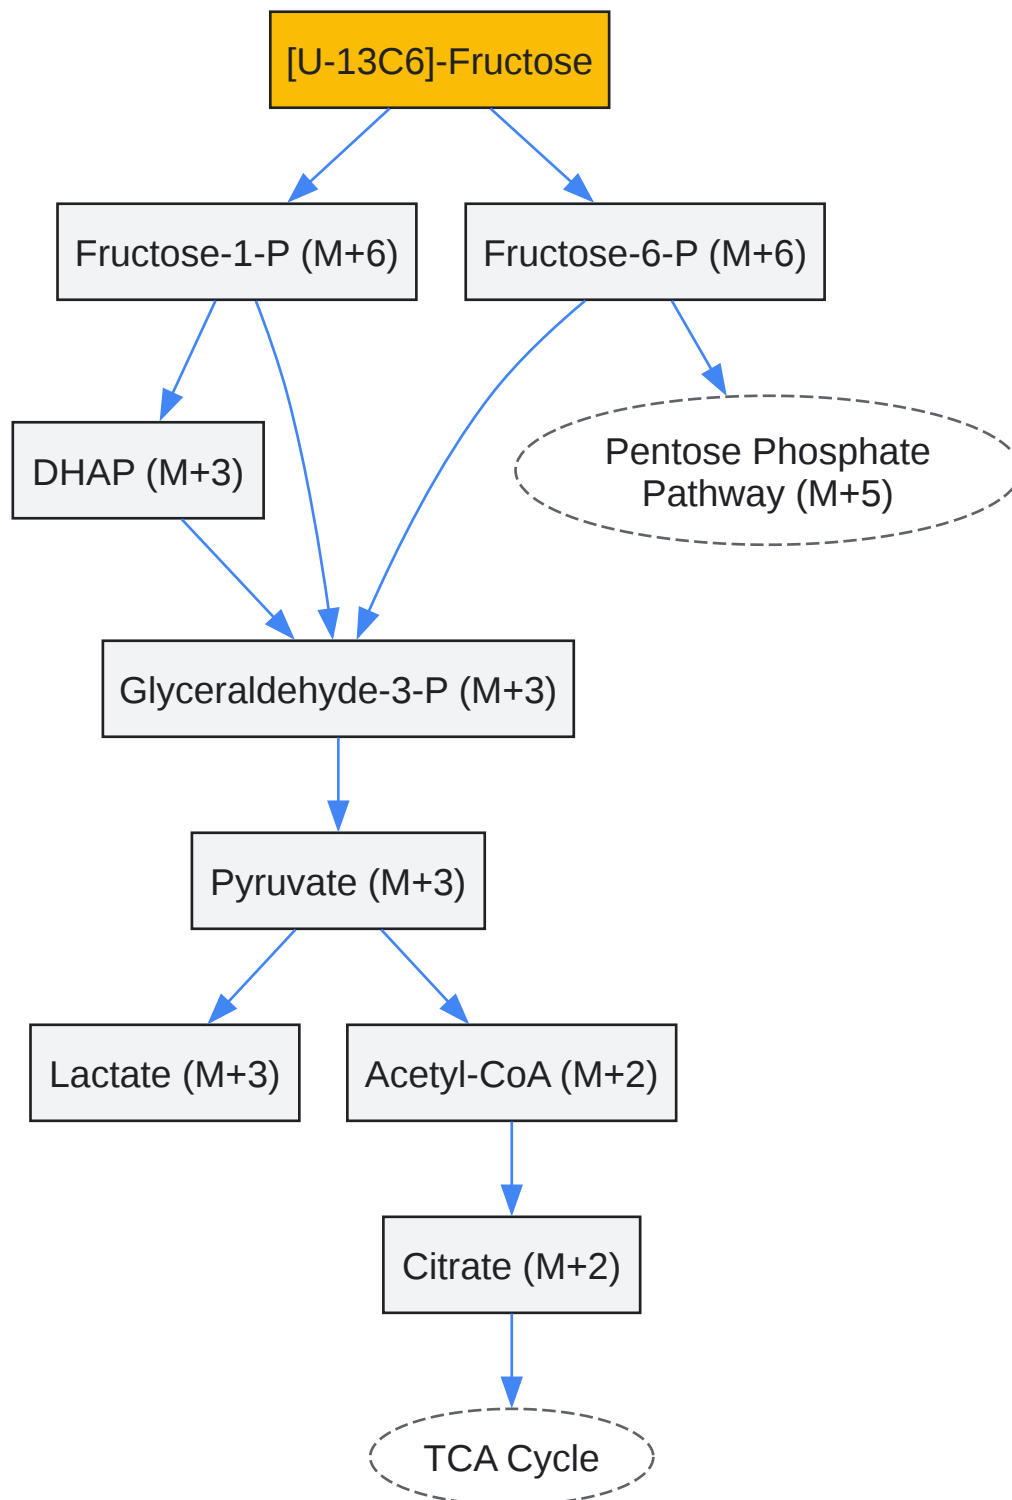 [U-13C6]-Fructose
Fructose-1-P (M+6)
Fructose-6-P (M+6)
DHAP (M+3)
Pentose Phosphate
Pathway (M+5)
Glyceraldehyde-3-P (M+3)
Pyruvate (M+3)
Lactate (M+3)
Acetyl-CoA (M+2)
Citrate (M+2)
TCA Cycle